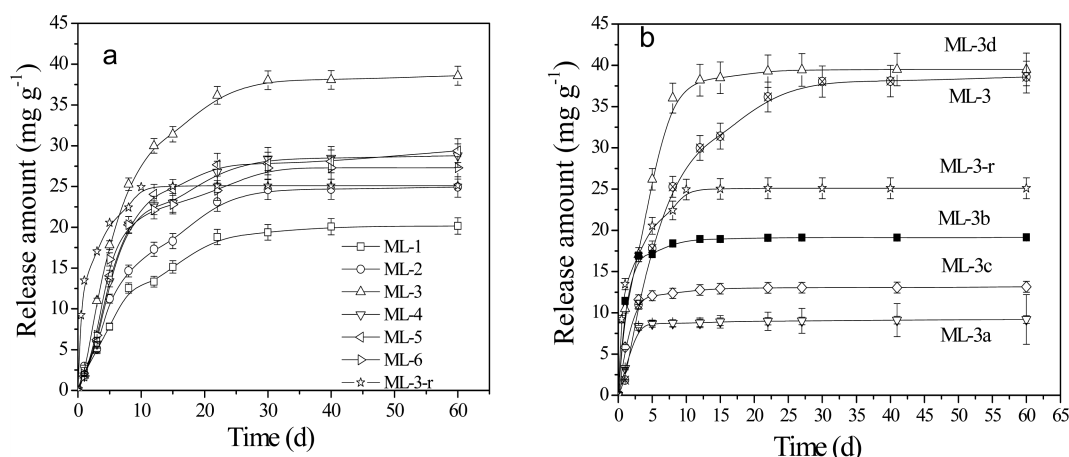 a
Release amount (mg g⁻¹)
45
40
35
30
25
20
15
10
5
0
ML-1
ML-2
ML-3
ML-4
ML-5
ML-6
ML-3-r
0 10 20 30 40 50 60
Time (d)
b
Release amount (mg g⁻¹)
45
40
35
30
25
20
15
10
5
0
ML-3d
ML-3
ML-3-r
ML-3b
ML-3c
ML-3a
0 5 10 15 20 25 30 35 40 45 50 55 60 65
Time (d)